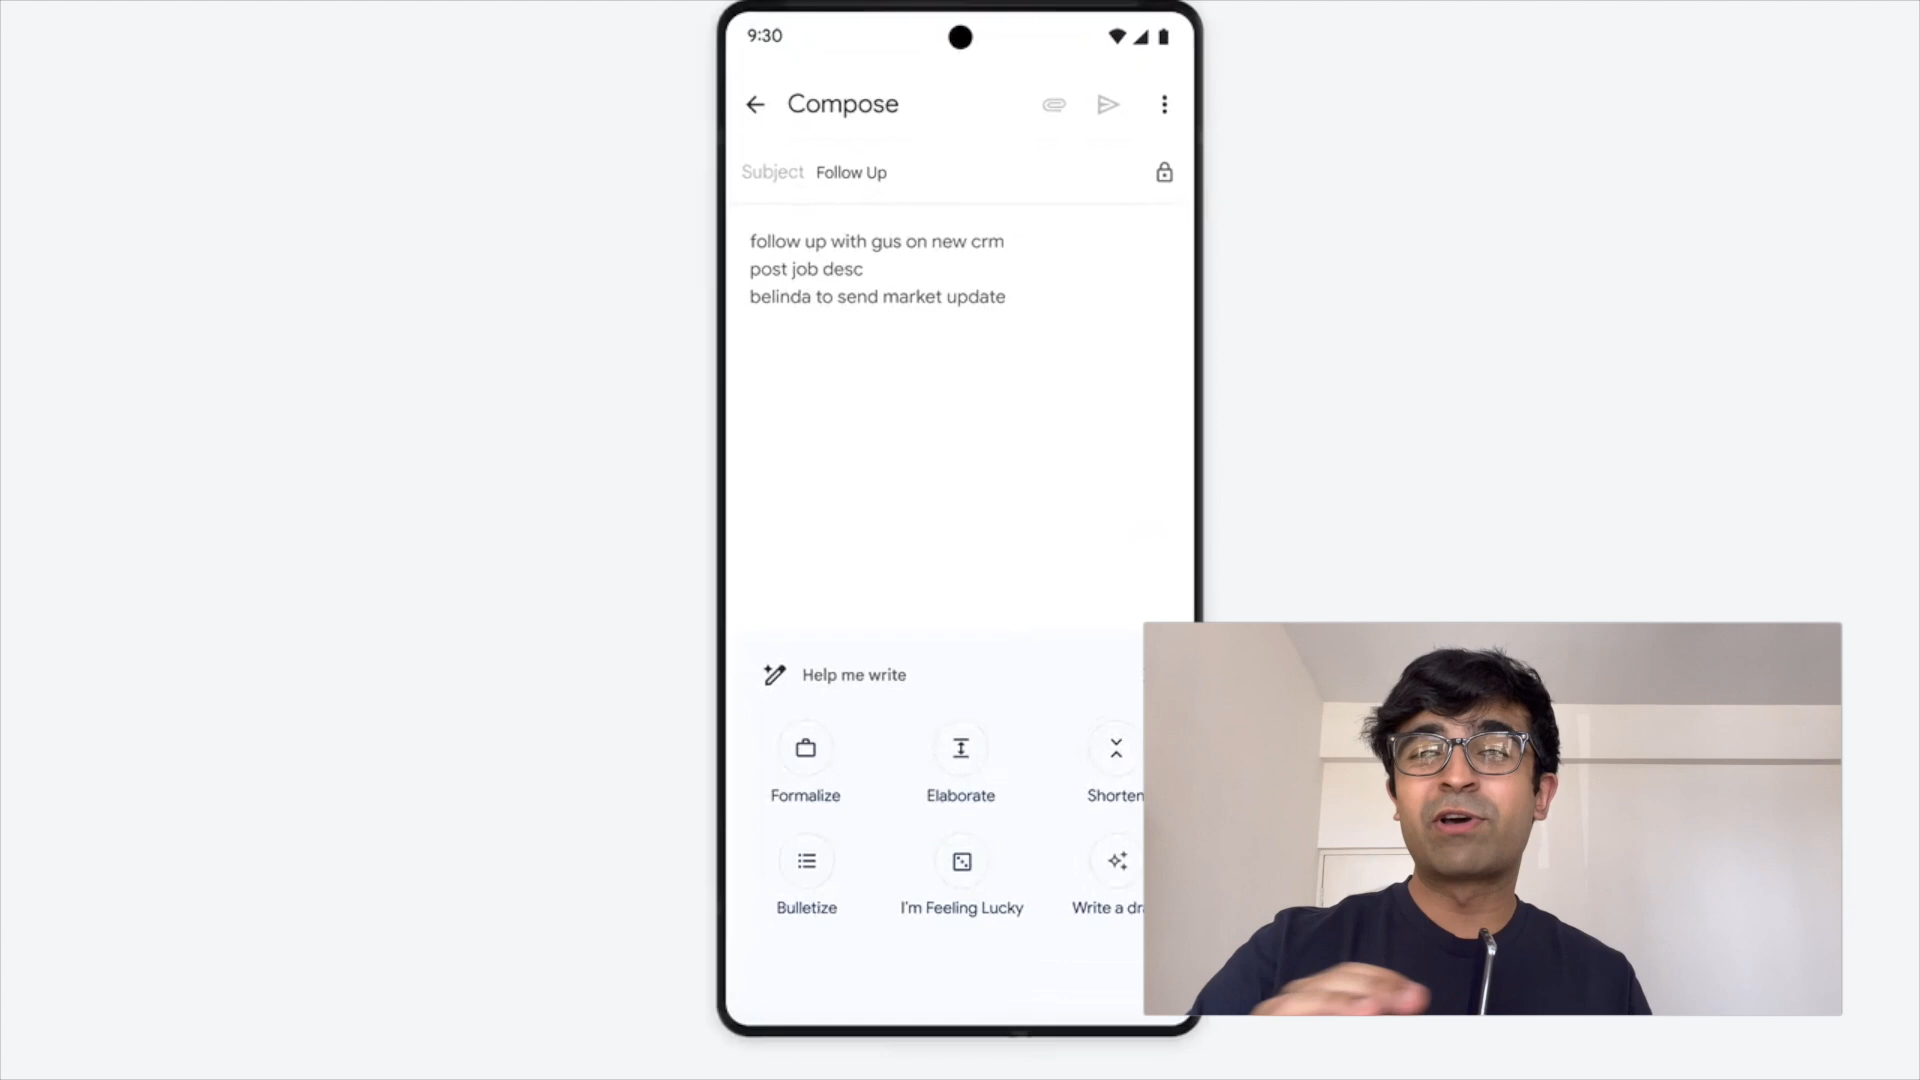 9:30
Compose
Subject Follow Up
follow up with gus on new crm
post job desc
belinda to send market update
Help me write
Formalize Elaborate Shorten
Bulletize I'm Feeling Lucky Write a